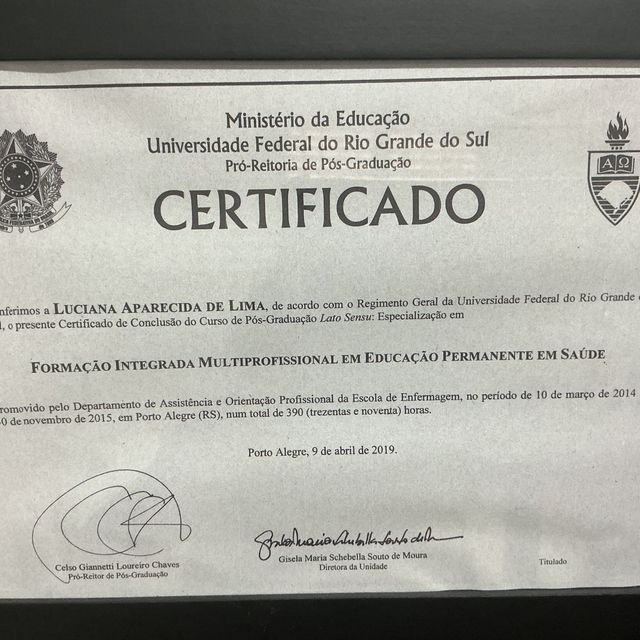 Ministério da Educação
Universidade Federal do Rio Grande do Sul
Pró-Reitoria de Pós-Graduação
CERTIFICADO
ΑΩ
nferimos a LUCIANA APARECIDA DE LIMA, de acordo com o Regimento Geral da Universidade Federal do Rio Grande
l, o presente Certificado de Conclusão do Curso de Pós-Graduação Lato Sensu: Especialização em
FORMAÇÃO INTEGRADA MULTIPROFISSIONAL EM EDUCAÇÃO PERMANENTE EM SAÚDE
romovido pelo Departamento de Assistência e Orientação Profissional da Escola de Enfermagem, no período de 10 de março de 2014
0 de novembro de 2015, em Porto Alegre (RS), num total de 390 (trezentas e noventa) horas.
Porto Alegre, 9 de abril de 2019.
Celso Giannetti Loureiro Chaves
Pró-Reitor de Pós-Graduação
Gisela Maria Schebella Souto de Moura
Diretora da Unidade
Titulado